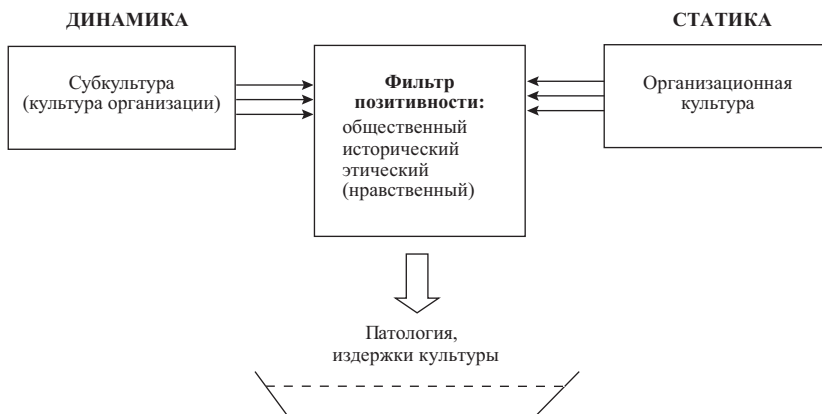 ДИНАМИКА
СТАТИКА
Субкультура
(культура организации)
Фильтр
позитивности:
общественный
исторический
этический
(нравственный)
Организационная
культура
Патология,
издержки культуры